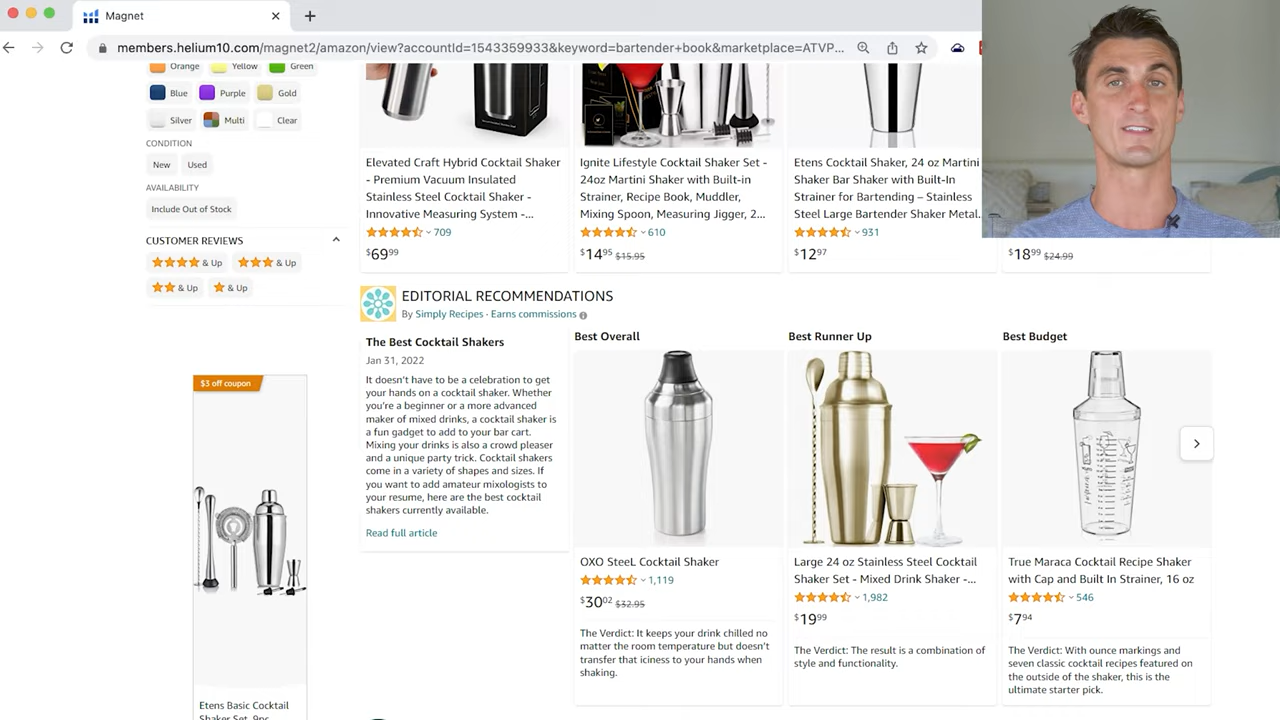 Magnet
members.helium10.com/magnet2/amazon/view?accountId=1543359933&keyword=bartender+book&marketplace=ATVP...
Orange Yellow Green
Blue Purple Gold
Silver Multi Clear
CONDITION
New Used
AVAILABILITY
Include Out of Stock
CUSTOMER REVIEWS
& Up & Up
& Up & Up
$3 off coupon
Etens Basic Cocktail
Shaker Set, 9pc
Elevated Craft Hybrid Cocktail Shaker
- Premium Vacuum Insulated
Stainless Steel Cocktail Shaker -
Innovative Measuring System -...
709
$69 99
Ignite Lifestyle Cocktail Shaker Set -
24oz Martini Shaker with Built-in
Strainer, Recipe Book, Muddler,
Mixing Spoon, Measuring Jigger, 2...
610
$14 95 $15.95
Etens Cocktail Shaker, 24 oz Martini
Shaker Bar Shaker with Built-In
Strainer for Bartending – Stainless
Steel Large Bartender Shaker Metal...
931
$12 97
$18 99 $24.99
EDITORIAL RECOMMENDATIONS
By Simply Recipes · Earns commissions
The Best Cocktail Shakers
Jan 31, 2022
It doesn't have to be a celebration to get
your hands on a cocktail shaker. Whether
you're a beginner or a more advanced
maker of mixed drinks, a cocktail shaker is
a fun gadget to add to your bar cart.
Mixing your drinks is also a crowd pleaser
and a unique party trick. Cocktail shakers
come in a variety of shapes and sizes. If
you want to add amateur mixologists to
your resume, here are the best cocktail
shakers currently available.
Read full article
Best Overall
OXO SteeL Cocktail Shaker
1,119
$30 02 $32.95
The Verdict: It keeps your drink chilled no
matter the room temperature but doesn't
transfer that iciness to your hands when
shaking.
Best Runner Up
Large 24 oz Stainless Steel Cocktail
Shaker Set - Mixed Drink Shaker -...
1,982
$19 99
The Verdict: The result is a combination of
style and functionality.
Best Budget
True Maraca Cocktail Recipe Shaker
with Cap and Built In Strainer, 16 oz
546
$7 94
The Verdict: With ounce markings and
seven classic cocktail recipes featured on
the outside of the shaker, this is the
ultimate starter pick.